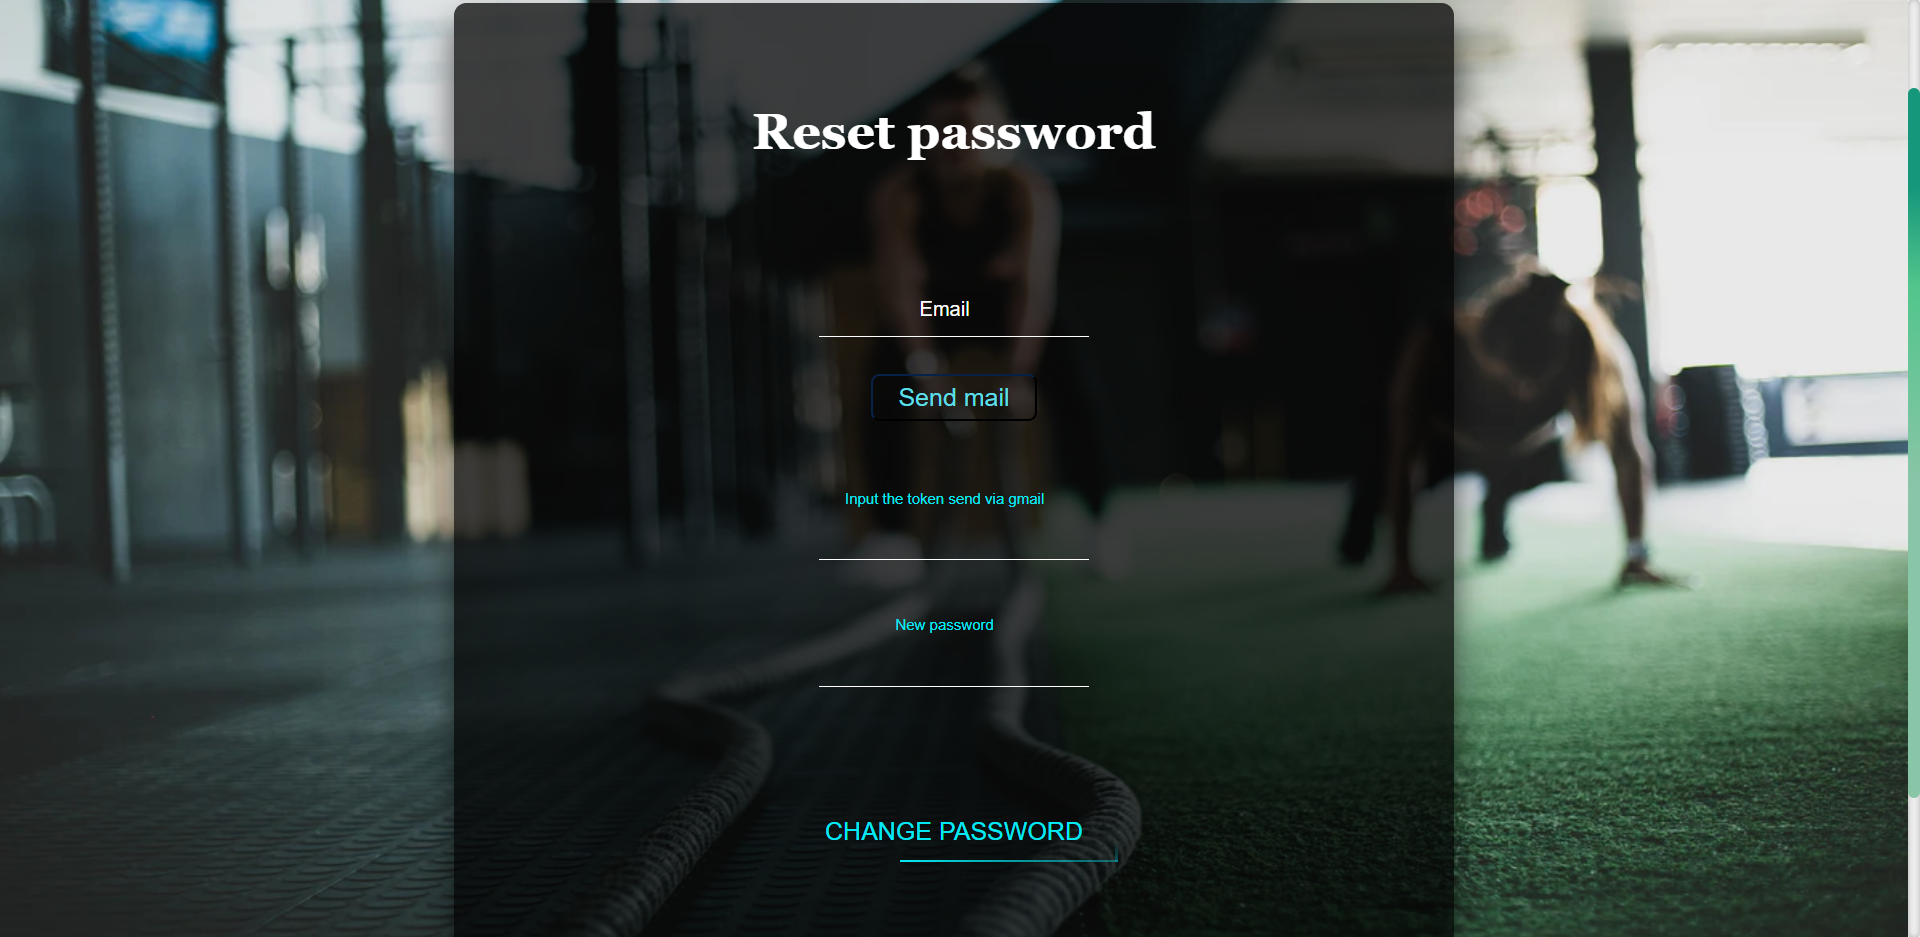 Reset password
Email
Send mail
Input the token send via gmail
New password
CHANGE PASSWORD